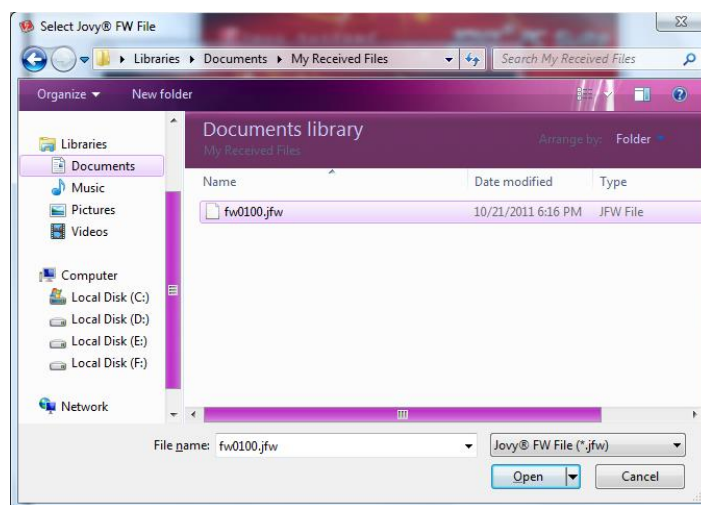 Select Jovy® FW File
Libraries Documents My Received Files Search My Received Files
Organize New folder
Documents library
My Received Files
Arrange by: Folder
Libraries
Documents
Music
Pictures
Videos
Computer
Local Disk (C:)
Local Disk (D:)
Local Disk (E:)
Local Disk (F:)
Network
Name Date modified Type
fw0100.jfw 10/21/2011 6:16 PM JFW File
File name: fw0100.jfw Jovy® FW File (*.jfw)
Open Cancel